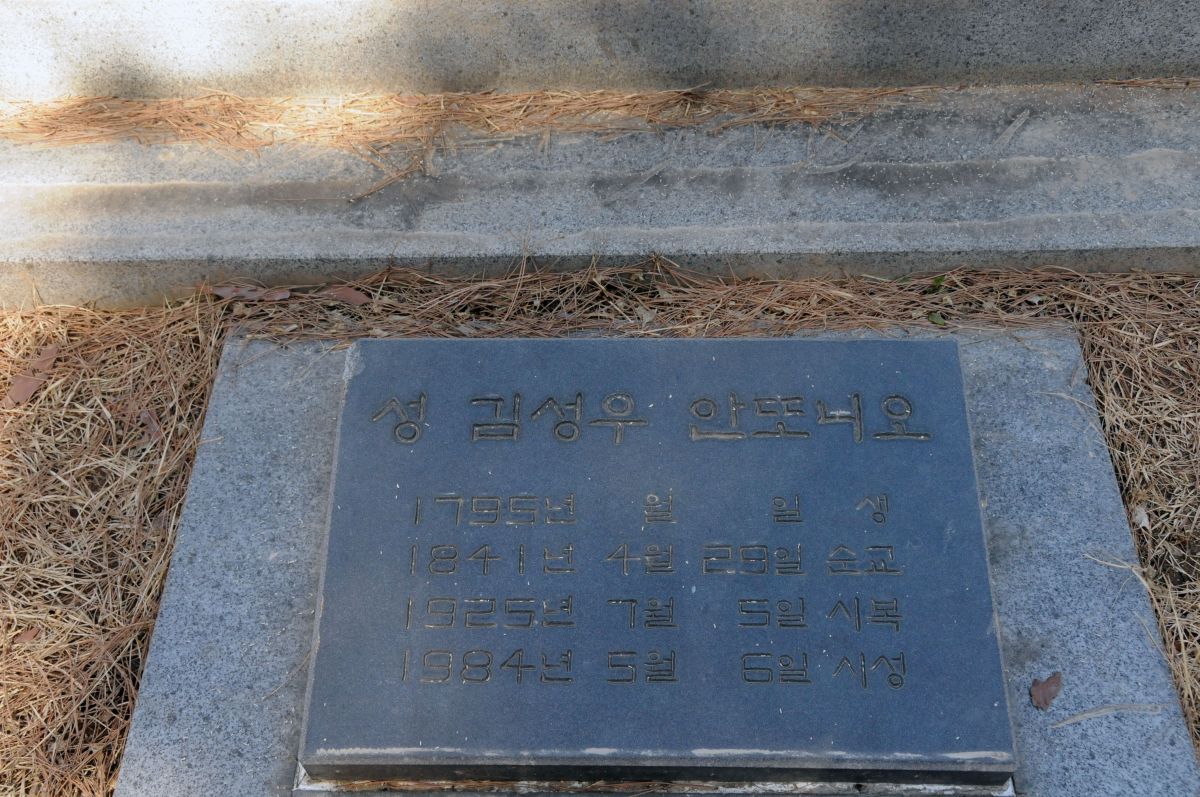 성 김성우 안또니오
1795년 월 일 생
1841년 4월 29일 순교
1925년 7월 5일 시복
1984년 5월 6일 시성